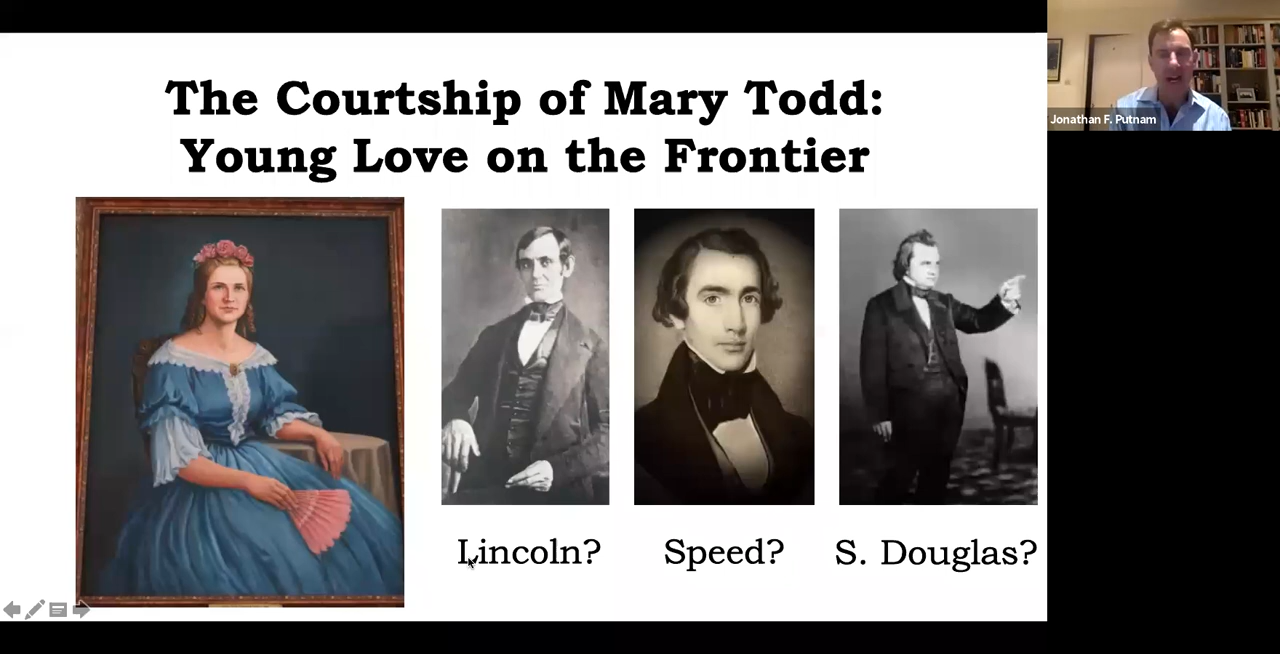 The Courtship of Mary Todd:
Young Love on the Frontier
Lincoln?
Speed?
S. Douglas?
Jonathan F. Putnam